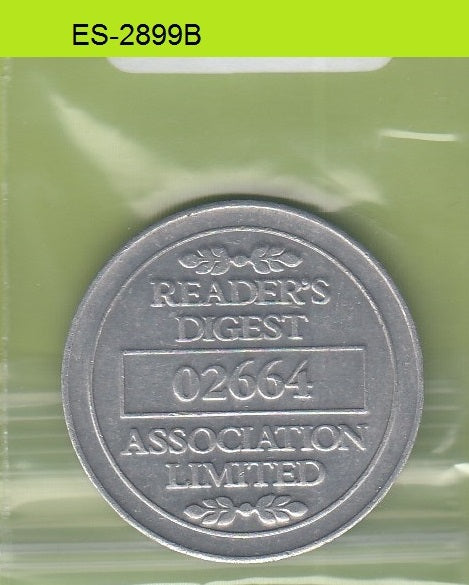 ES-2899B
READER'S
DIGEST
02664
ASSOCIATION
LIMITED